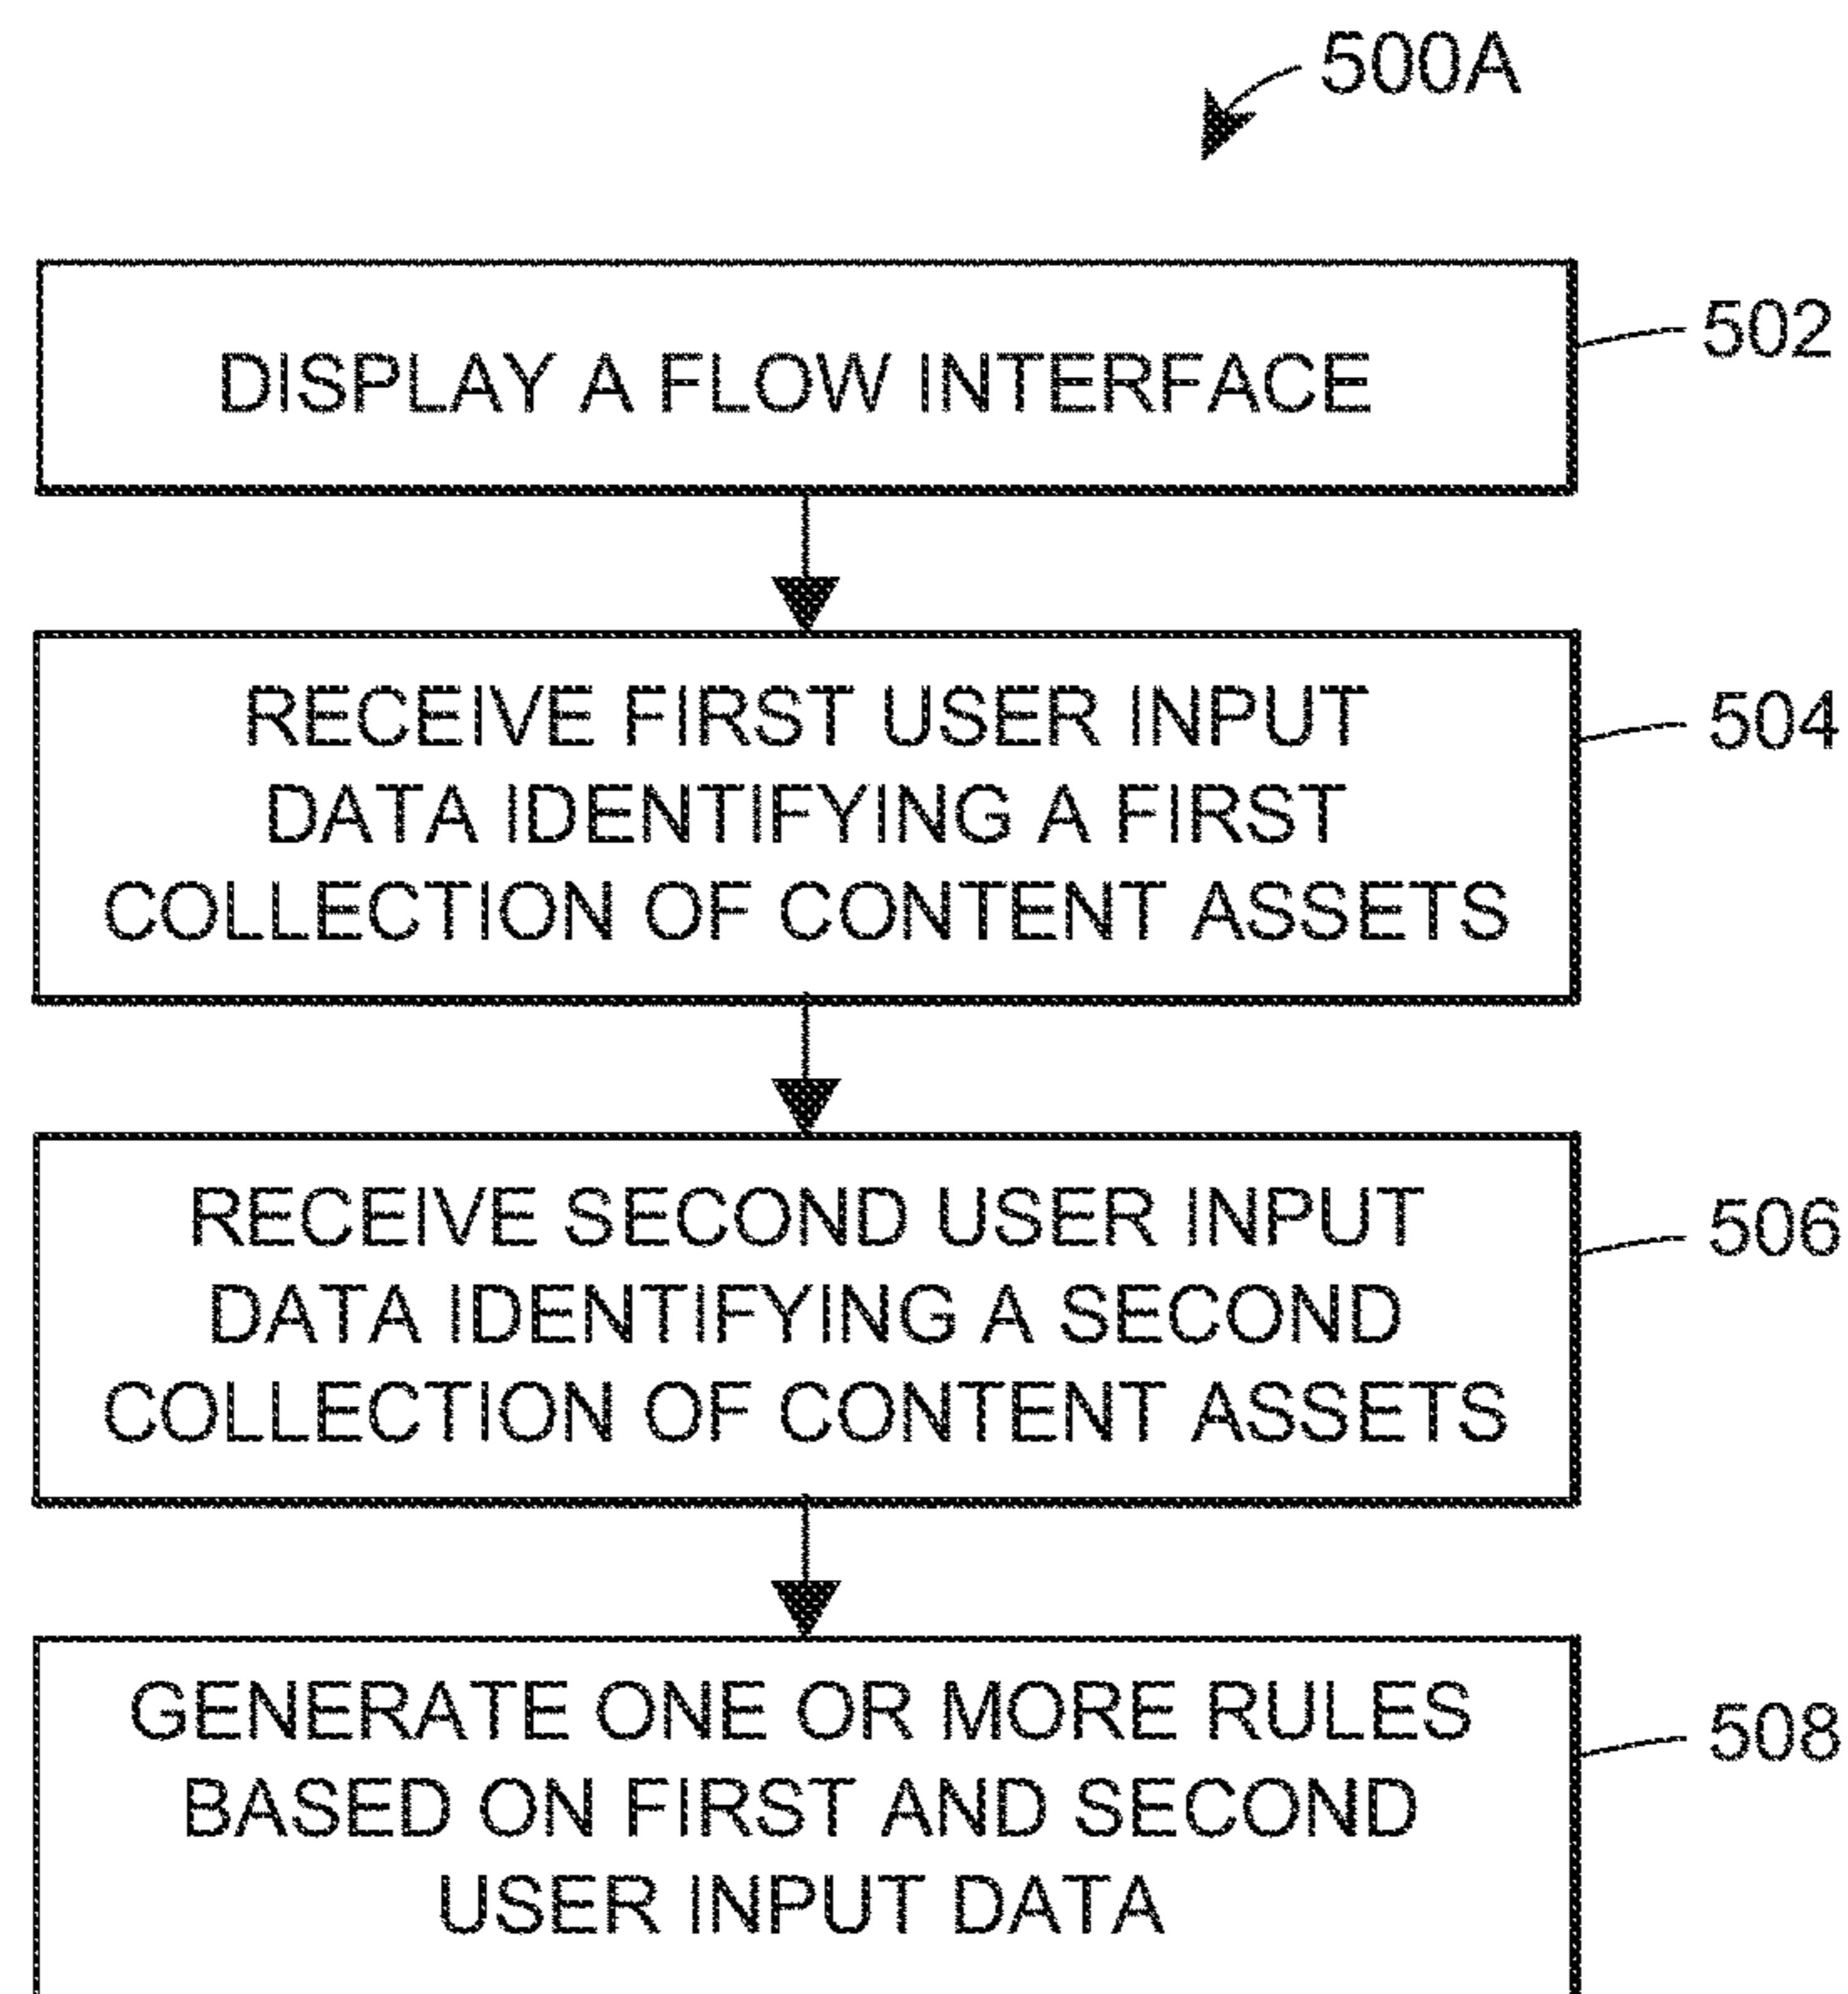 500A
DISPLAY A FLOW INTERFACE
502
RECEIVE FIRST USER INPUT
DATA IDENTIFYING A FIRST
COLLECTION OF CONTENT ASSETS
504
RECEIVE SECOND USER INPUT
DATA IDENTIFYING A SECOND
COLLECTION OF CONTENT ASSETS
506
GENERATE ONE OR MORE RULES
BASED ON FIRST AND SECOND
USER INPUT DATA
508